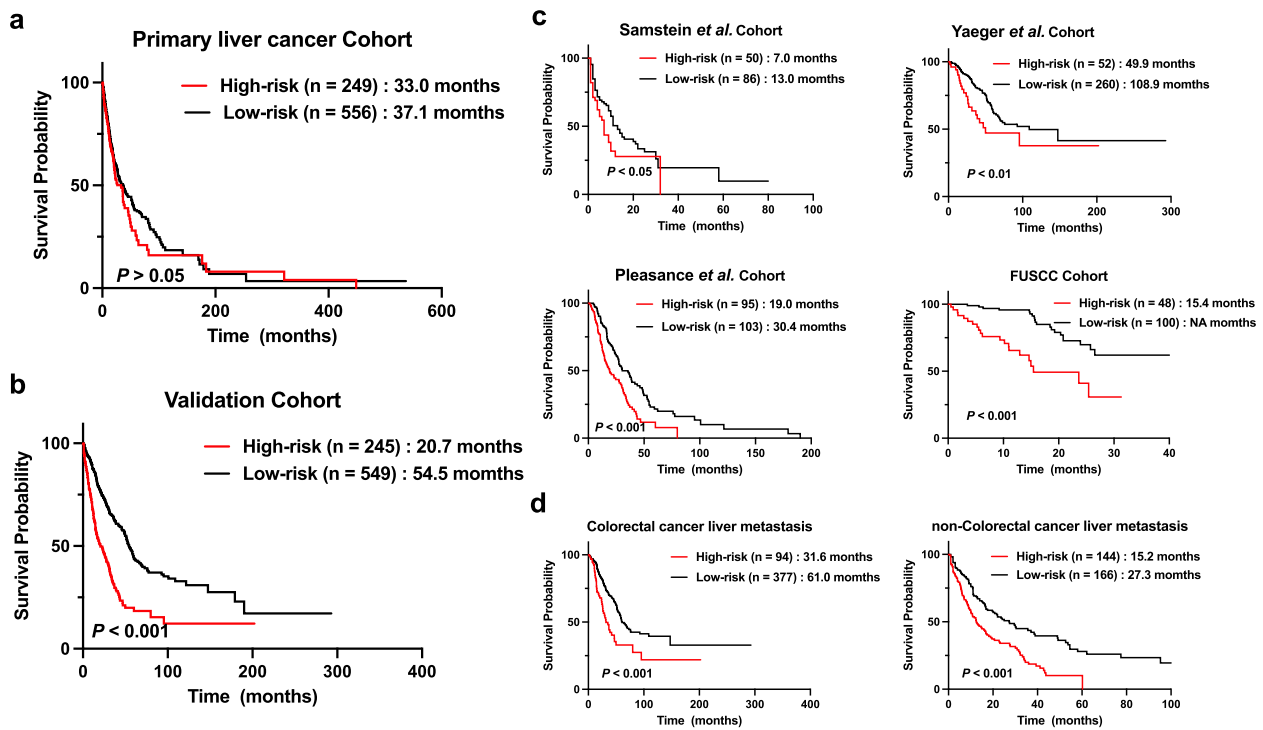 a
Primary liver cancer Cohort
High-risk (n = 249) : 33.0 months
Low-risk (n = 556) : 37.1 momths
Survival Probability
100
50
0
P > 0.05
0 200 400 600
Time (months)
b
Validation Cohort
High-risk (n = 245) : 20.7 months
Low-risk (n = 549) : 54.5 momths
Survival Probability
100
50
0
P < 0.001
0 100 200 300 400
Time (months)
c
Samstein et al. Cohort
High-risk (n = 50) : 7.0 months
Low-risk (n = 86) : 13.0 momths
Survival Probability
100
50
0
P < 0.05
0 20 40 60 80 100
Time (months)
Yaeger et al. Cohort
High-risk (n = 52) : 49.9 months
Low-risk (n = 260) : 108.9 momths
Survival Probability
100
50
0
P < 0.01
0 100 200 300
Time (months)
Pleasance et al. Cohort
High-risk (n = 95) : 19.0 months
Low-risk (n = 103) : 30.4 momths
Survival Probability
100
50
0
P < 0.001
0 50 100 150 200
Time (months)
FUSCC Cohort
High-risk (n = 48) : 15.4 months
Low-risk (n = 100) : NA momths
Survival Probability
100
50
0
P < 0.001
0 10 20 30 40
Time (months)
d
Colorectal cancer liver metastasis
High-risk (n = 94) : 31.6 months
Low-risk (n = 377) : 61.0 momths
Survival Probability
100
50
0
P < 0.001
0 100 200 300 400
Time (months)
non-Colorectal cancer liver metastasis
High-risk (n = 144) : 15.2 months
Low-risk (n = 166) : 27.3 momths
Survival Probability
100
50
0
P < 0.001
0 20 40 60 80 100
Time (months)